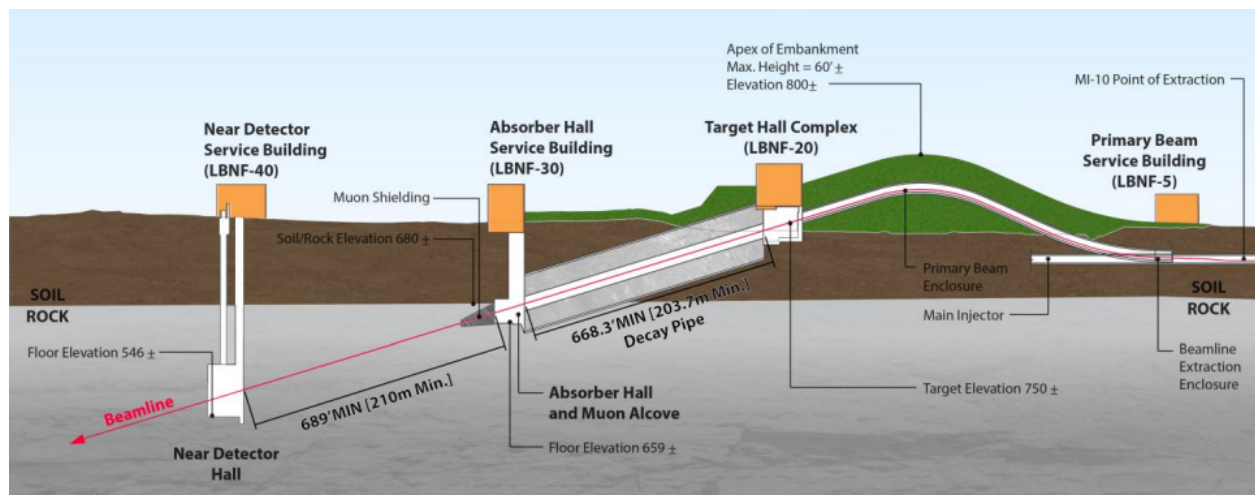 Apex of Embankment
Max. Height = 60' ±
Elevation 800±
MI-10 Point of Extraction
Near Detector
Service Building
(LBNF-40)
Absorber Hall
Service Building
(LBNF-30)
Target Hall Complex
(LBNF-20)
Primary Beam
Service Building
(LBNF-5)
Muon Shielding
Soil/Rock Elevation 680 ±
SOIL
ROCK
Primary Beam
Enclosure
SOIL
ROCK
Main Injector
668.3'MIN [203.7m Min.]
Decay Pipe
Floor Elevation 546 ±
Beamline
Extraction
Enclosure
Target Elevation 750 ±
689'MIN [210m Min.]
Absorber Hall
and Muon Alcove
Beamline
Floor Elevation 659 ±
Near Detector
Hall